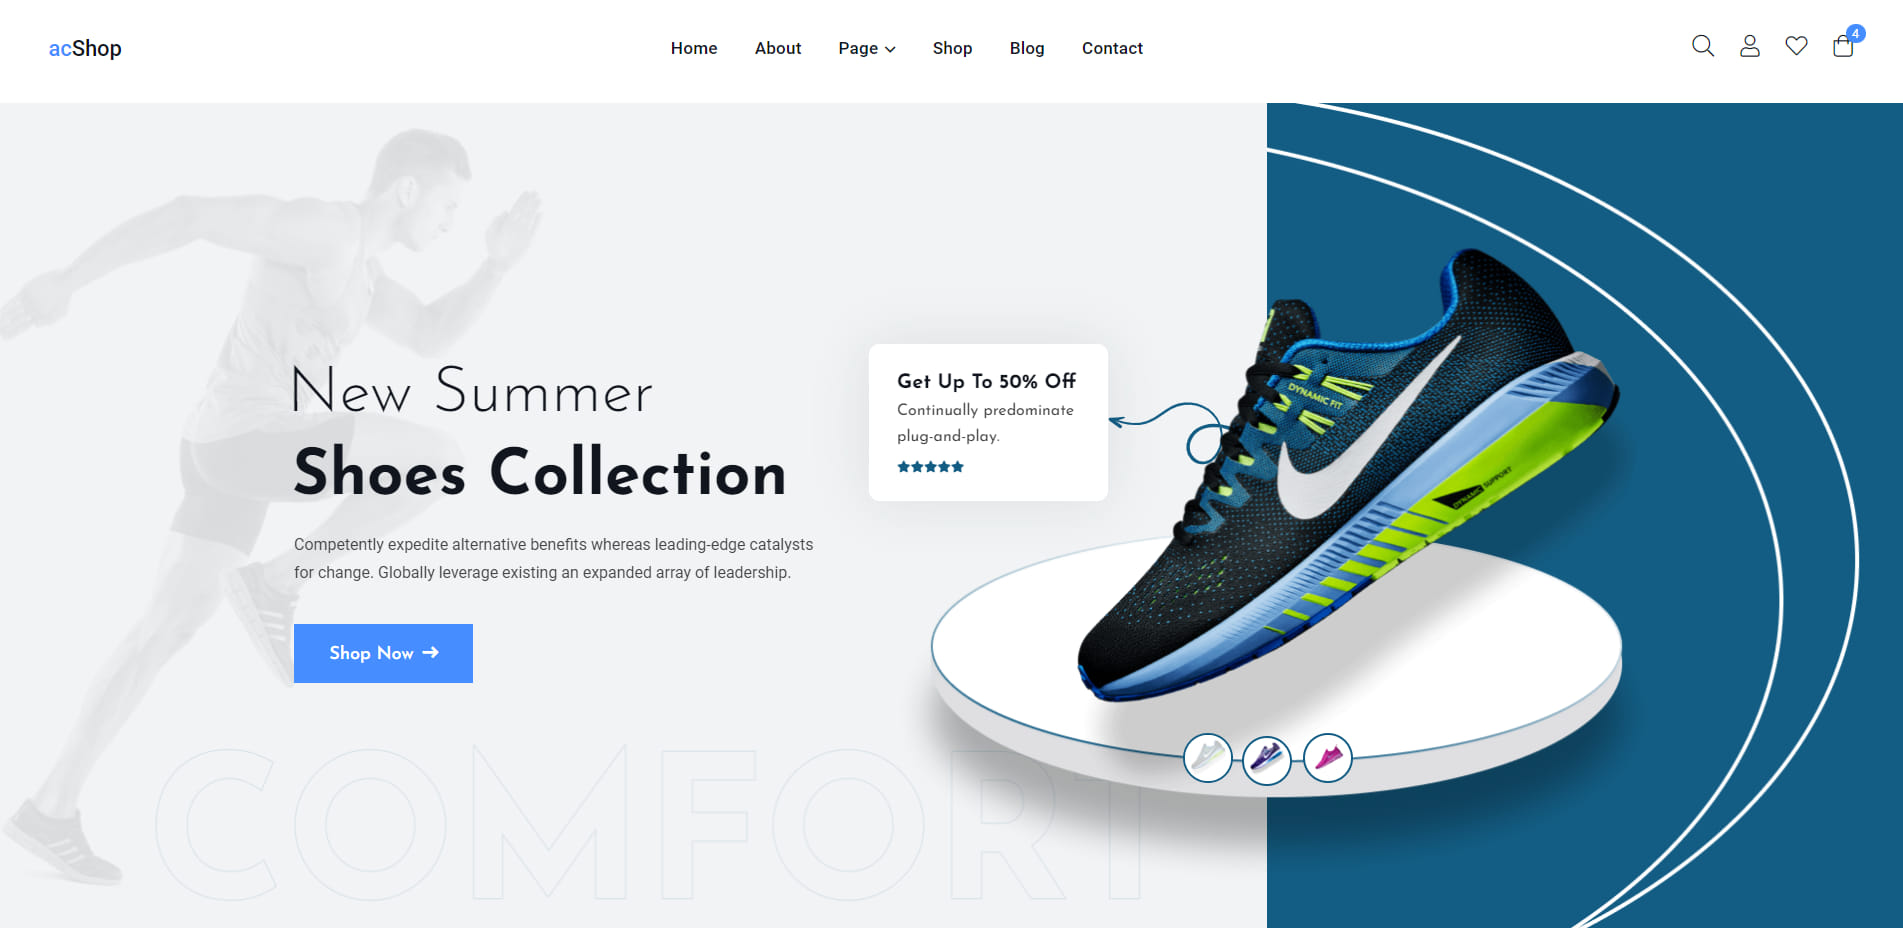 acShop
Home About Page Shop Blog Contact
4
New Summer
Shoes Collection
Competently expedite alternative benefits whereas leading-edge catalysts
for change. Globally leverage existing an expanded array of leadership.
Shop Now
Get Up To 50% Off
Continually predominate
plug-and-play.
DYNAMIC FIT
DYNAMIC SUPPORT
COMFORT